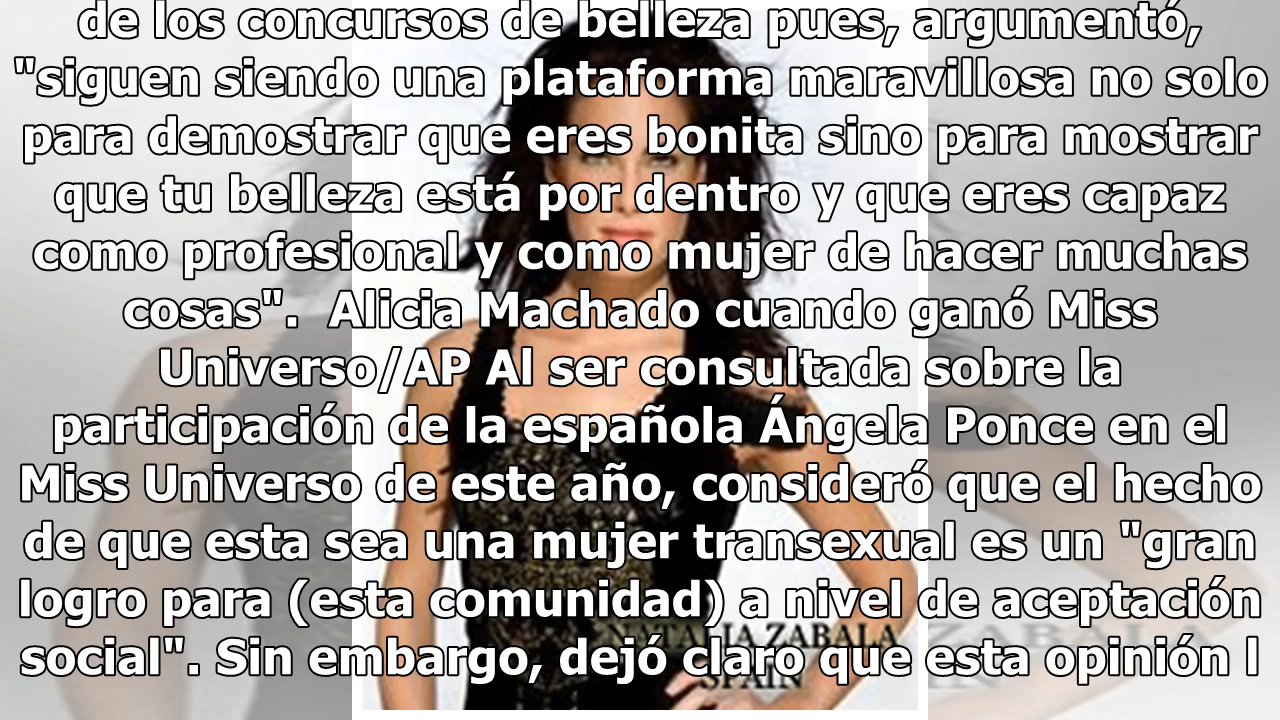 de los concursos de belleza pues, argumentó,
"siguen siendo una plataforma maravillosa no solo
para demostrar que eres bonita sino para mostrar
que tu belleza está por dentro y que eres capaz
como profesional y como mujer de hacer muchas
cosas".  Alicia Machado cuando ganó Miss
Universo/AP Al ser consultada sobre la
participación de la española Ángela Ponce en el
Miss Universo de este año, consideró que el hecho
de que esta sea una mujer transexual es un "gran
logro para (esta comunidad) a nivel de aceptación
NATALIA ZABALA
social". Sin embargo, dejó claro que esta opinión l
SPAIN